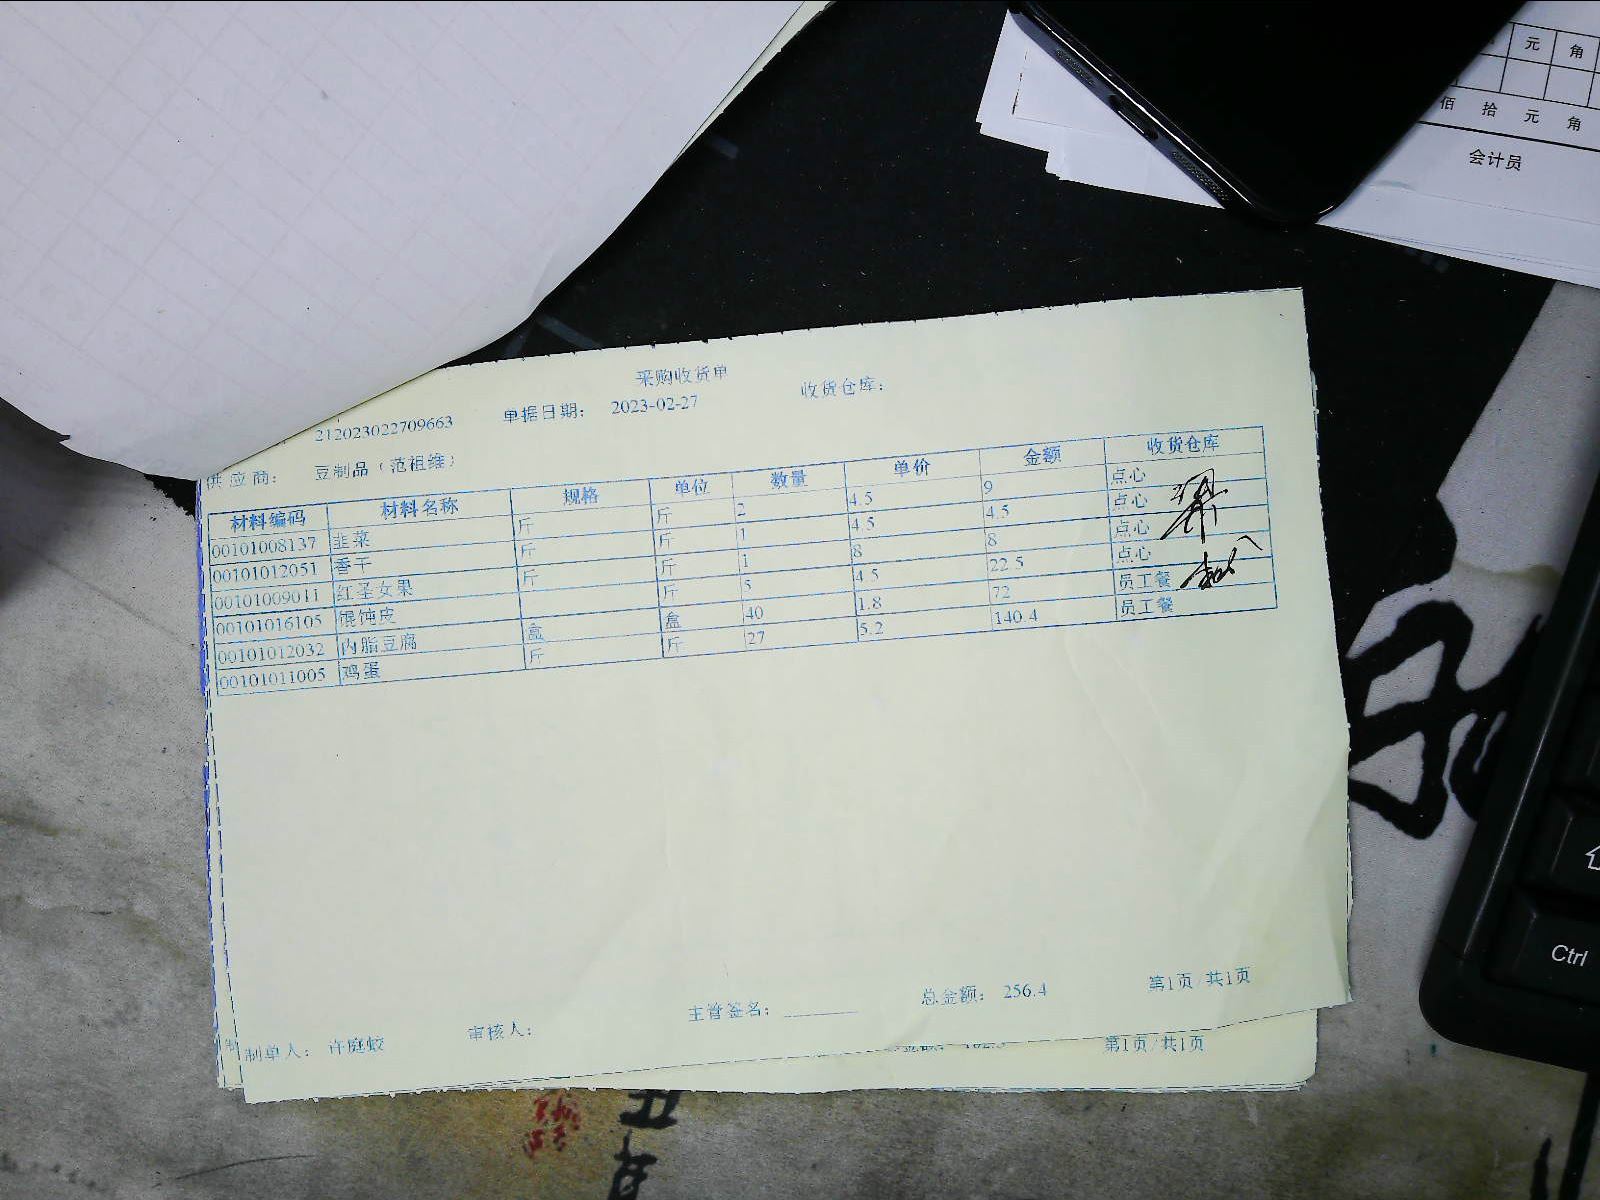 元 角
佰 拾 元 角
会计员
采购收货单
212023022709663 单据日期： 2023-02-27 收货仓库：
供应商： 豆制品（范祖维）
材料编码 材料名称 规格 单位 数量 单价 金额 收货仓库
00101008137 韭菜 斤 斤 2 4.5 9 点心
00101012051 香干 斤 斤 1 4.5 4.5 点心
00101009011 红圣女果 斤 斤 1 8 8 点心
00101016105 馄饨皮 斤 5 4.5 22.5 点心
00101012032 内脂豆腐 盒 盒 40 1.8 72 员工餐
00101011005 鸡蛋 斤 斤 27 5.2 140.4 员工餐
制单人： 许庭蛟 审核人： 主管签名： 总金额： 256.4 第1页/共1页
制 第1页/共1页
Ctrl